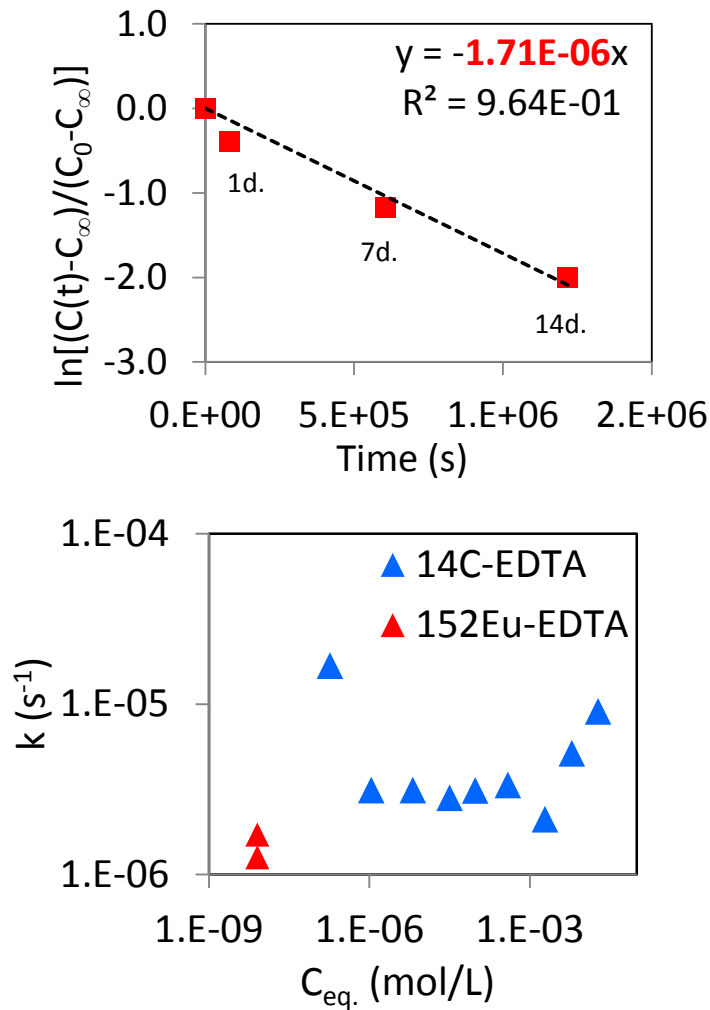 1.0
0.0
-1.0
-2.0
-3.0
ln[(C(t)-C∞)/(C0-C∞)]
y = -1.71E-06x
R² = 9.64E-01
1d.
7d.
14d.
0.E+00 5.E+05 1.E+06 2.E+06
Time (s)
1.E-04
1.E-05
1.E-06
k (s-1)
14C-EDTA
152Eu-EDTA
1.E-09 1.E-06 1.E-03
Ceq. (mol/L)